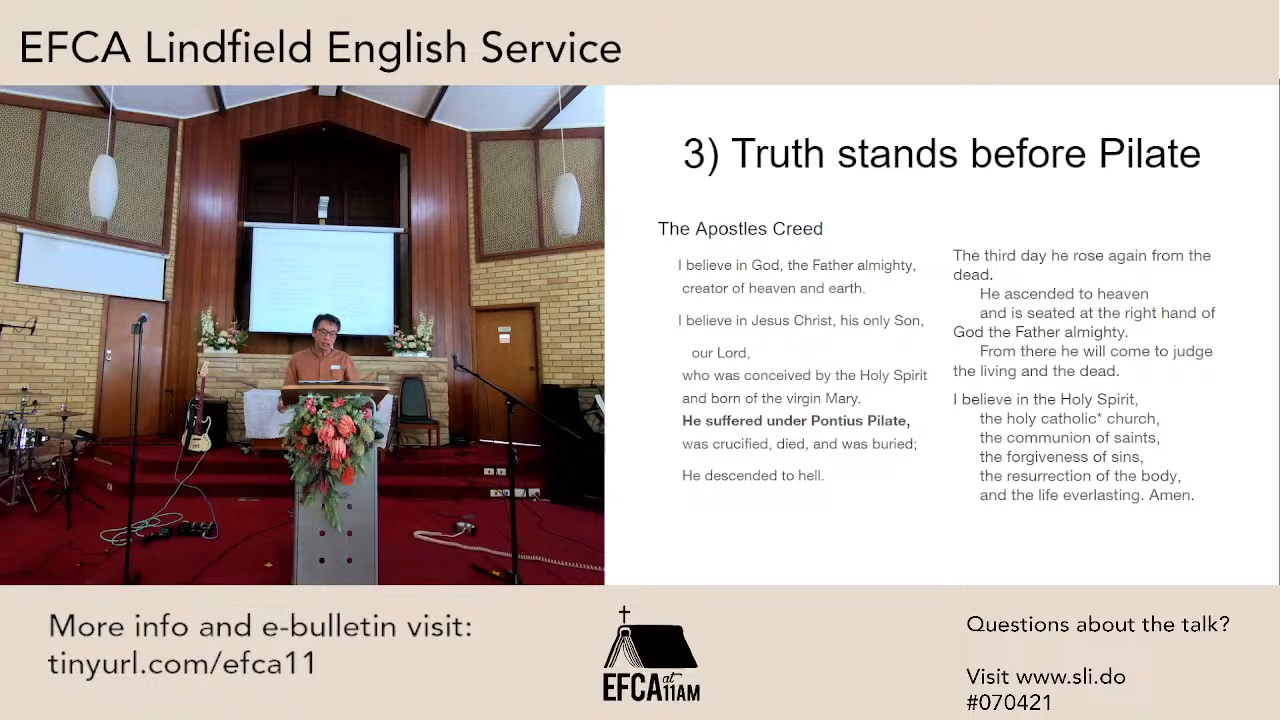 EFCA Lindfield English Service
3) Truth stands before Pilate
The Apostles Creed
I believe in God, the Father almighty,
creator of heaven and earth.
I believe in Jesus Christ, his only Son,
our Lord,
who was conceived by the Holy Spirit
and born of the virgin Mary.
He suffered under Pontius Pilate,
was crucified, died, and was buried;
He descended to hell.
The third day he rose again from the
dead.
He ascended to heaven
and is seated at the right hand of
God the Father almighty.
From there he will come to judge
the living and the dead.
I believe in the Holy Spirit,
the holy catholic* church,
the communion of saints,
the forgiveness of sins,
the resurrection of the body,
and the life everlasting. Amen.
More info and e-bulletin visit:
tinyurl.com/efca11
EFCA at 11AM
Questions about the talk?
Visit www.sli.do
#070421